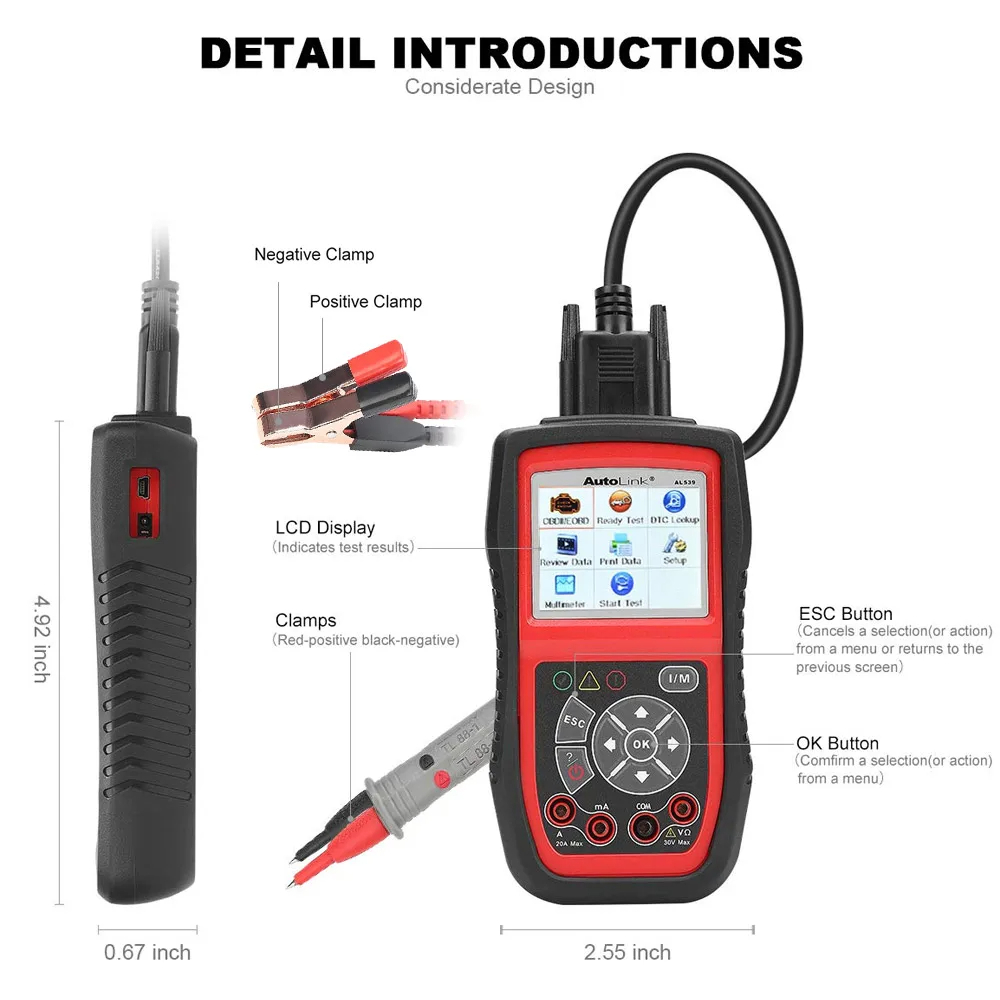 DETAIL INTRODUCTIONS
Considerate Design
Negative Clamp
Positive Clamp
LCD Display
(Indicates test results)
Clamps
(Red-positive black-negative)
4.92 inch
0.67 inch
2.55 inch
AutoLink®
AL539
OBDII/EOBD Ready Test DTC Lookup
Review Data Print Data Setup
Multimeter Start Test
I/M
ESC
OK
?
A
20A Max
mA
COM
VΩ
30V Max
TL 88-1
TL 88-
ESC Button
(Cancels a selection(or action)
from a menu or returns to the
previous screen)
OK Button
(Comfirm a selection(or action)
from a menu)